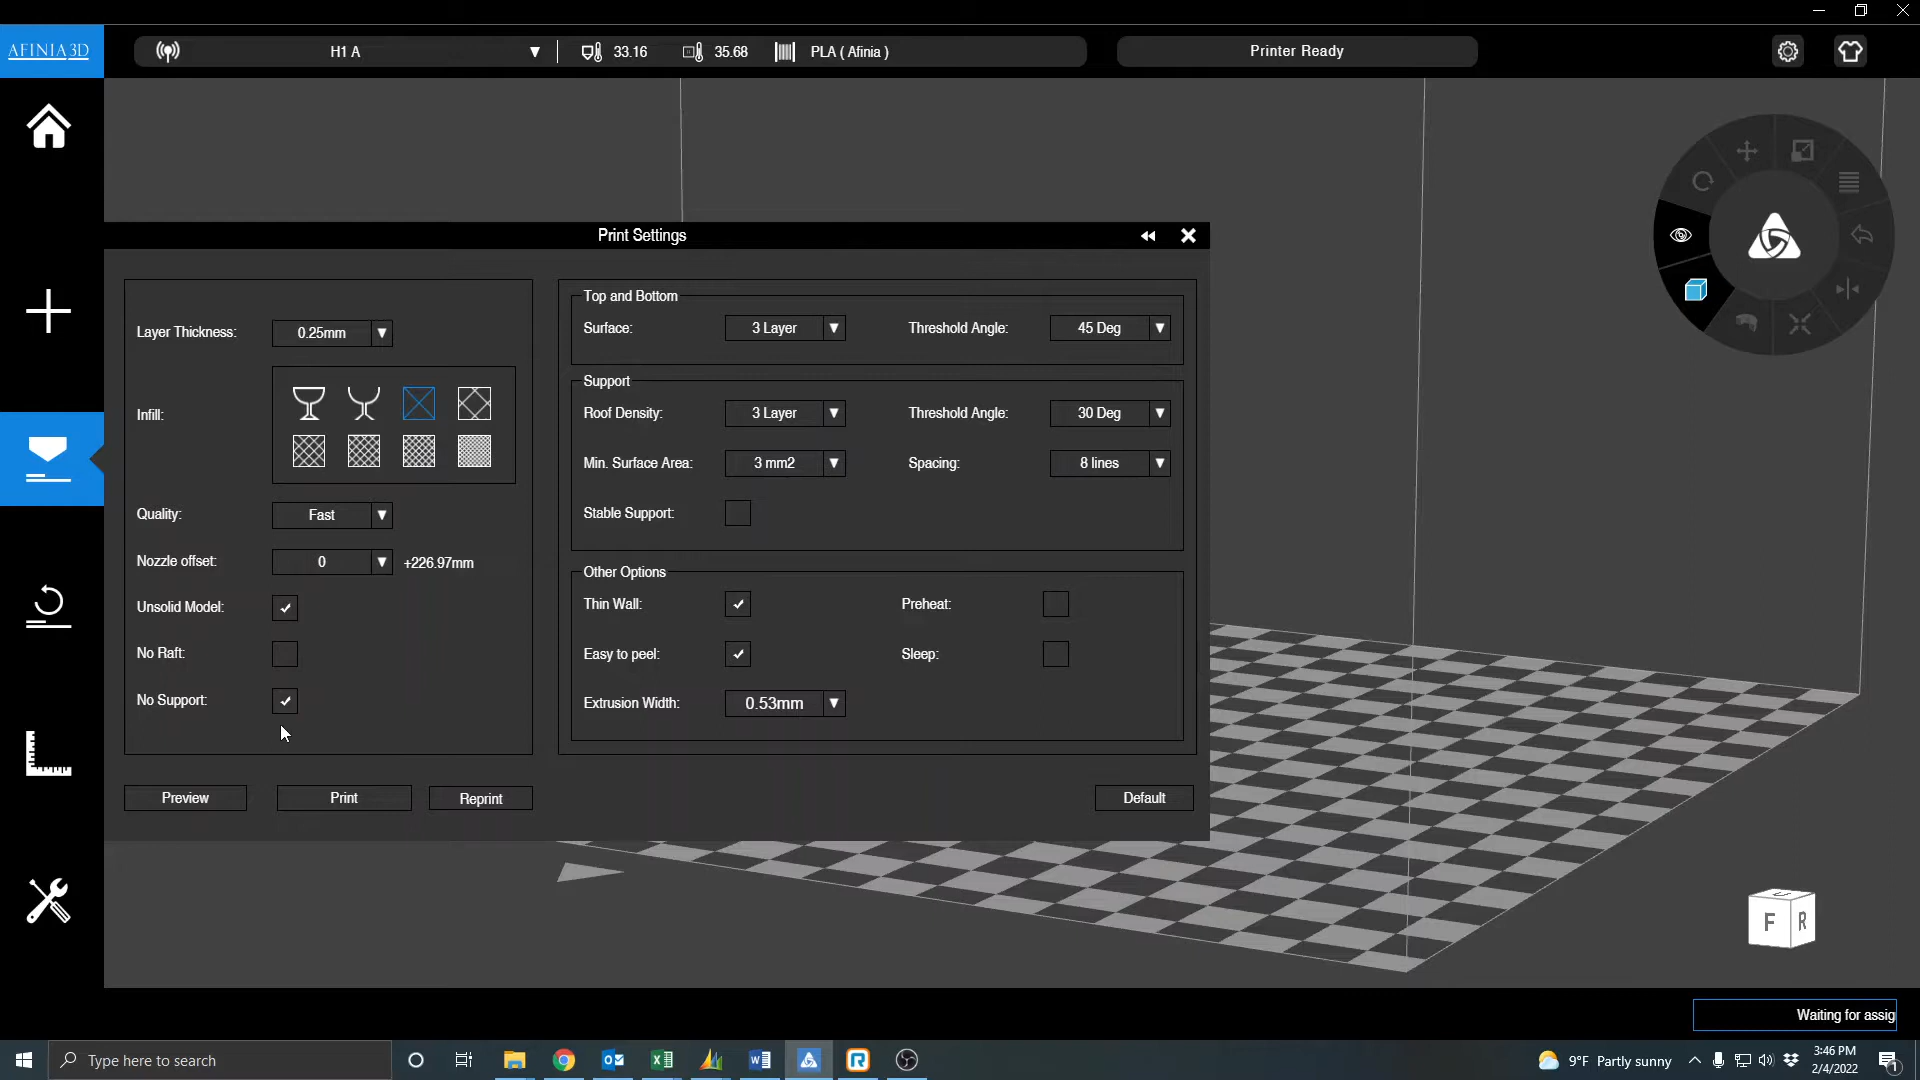 AFINIA3D
H1 A
33.16
35.68
PLA ( Afinia )
Printer Ready
Print Settings
Layer Thickness:
0.25mm
Infill:
Quality:
Fast
Nozzle offset:
0
+226.97mm
Unsolid Model:
No Raft:
No Support:
Top and Bottom
Surface:
3 Layer
Threshold Angle:
45 Deg
Support
Roof Density:
3 Layer
Threshold Angle:
30 Deg
Min. Surface Area:
3 mm2
Spacing:
8 lines
Stable Support:
Other Options
Thin Wall:
Preheat:
Easy to peel:
Sleep:
Extrusion Width:
0.53mm
Preview
Print
Reprint
Default
U
F
R
Waiting for assig
Type here to search
9°F Partly sunny
3:46 PM
2/4/2022
1